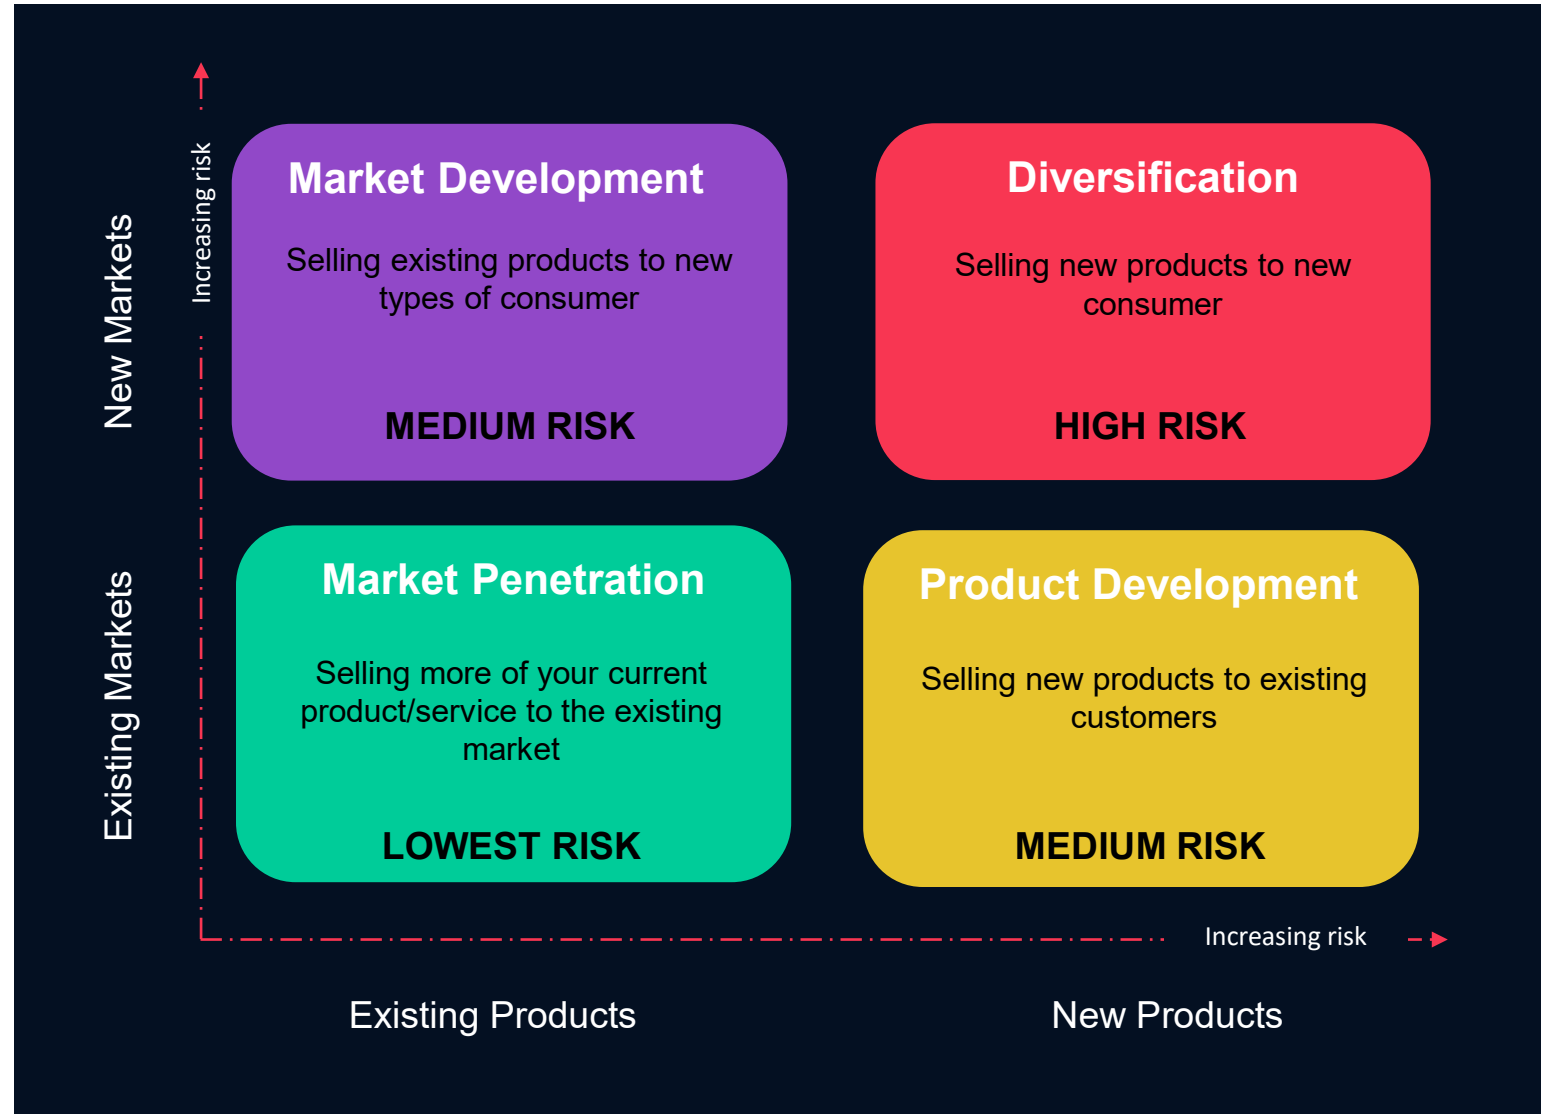 New Markets
Increasing risk
Market Development
Selling existing products to new
types of consumer
MEDIUM RISK
Diversification
Selling new products to new
consumer
HIGH RISK
Existing Markets
Market Penetration
Selling more of your current
product/service to the existing
market
LOWEST RISK
Product Development
Selling new products to existing
customers
MEDIUM RISK
Increasing risk
Existing Products
New Products